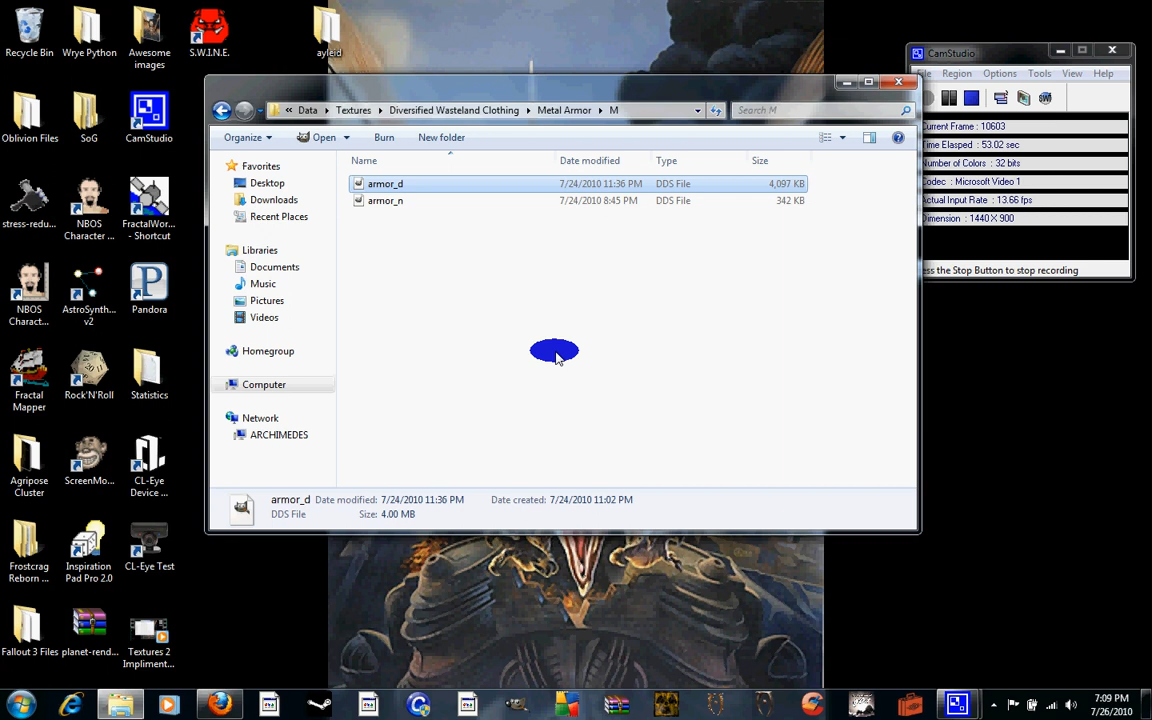 Recycle Bin
Wrye Python
Awesome images
S.W.I.N.E.
ayleid
Oblivion Files
SoG
CamStudio
stress-redu...
NBOS Character ...
FractalWor... - Shortcut
NBOS Charact...
AstroSynth... v2
Pandora
Fractal Mapper
Rock'N'Roll
Statistics
Agripose Cluster
ScreenMo...
CL-Eye Device ...
Frostcrag Reborn ...
Inspiration Pad Pro 2.0
CL-Eye Test
Fallout 3 Files
planet-rend...
Textures 2 Impliment...
« Data Textures Diversified Wasteland Clothing Metal Armor M
Search M
Organize Open Burn New folder
Name Date modified Type Size
armor_d 7/24/2010 11:36 PM DDS File 4,097 KB
armor_n 7/24/2010 8:45 PM DDS File 342 KB
Favorites
Desktop
Downloads
Recent Places
Libraries
Documents
Music
Pictures
Videos
Homegroup
Computer
Network
ARCHIMEDES
armor_d Date modified: 7/24/2010 11:36 PM Date created: 7/24/2010 11:02 PM
DDS File Size: 4.00 MB
CamStudio
Region Options Tools View Help
Current Frame : 10603
Time Elasped : 53.02 sec
Number of Colors : 32 bits
Codec : Microsoft Video 1
Actual Input Rate : 13.66 fps
Dimension : 1440 X 900
ess the Stop Button to stop recording
7:09 PM
7/26/2010